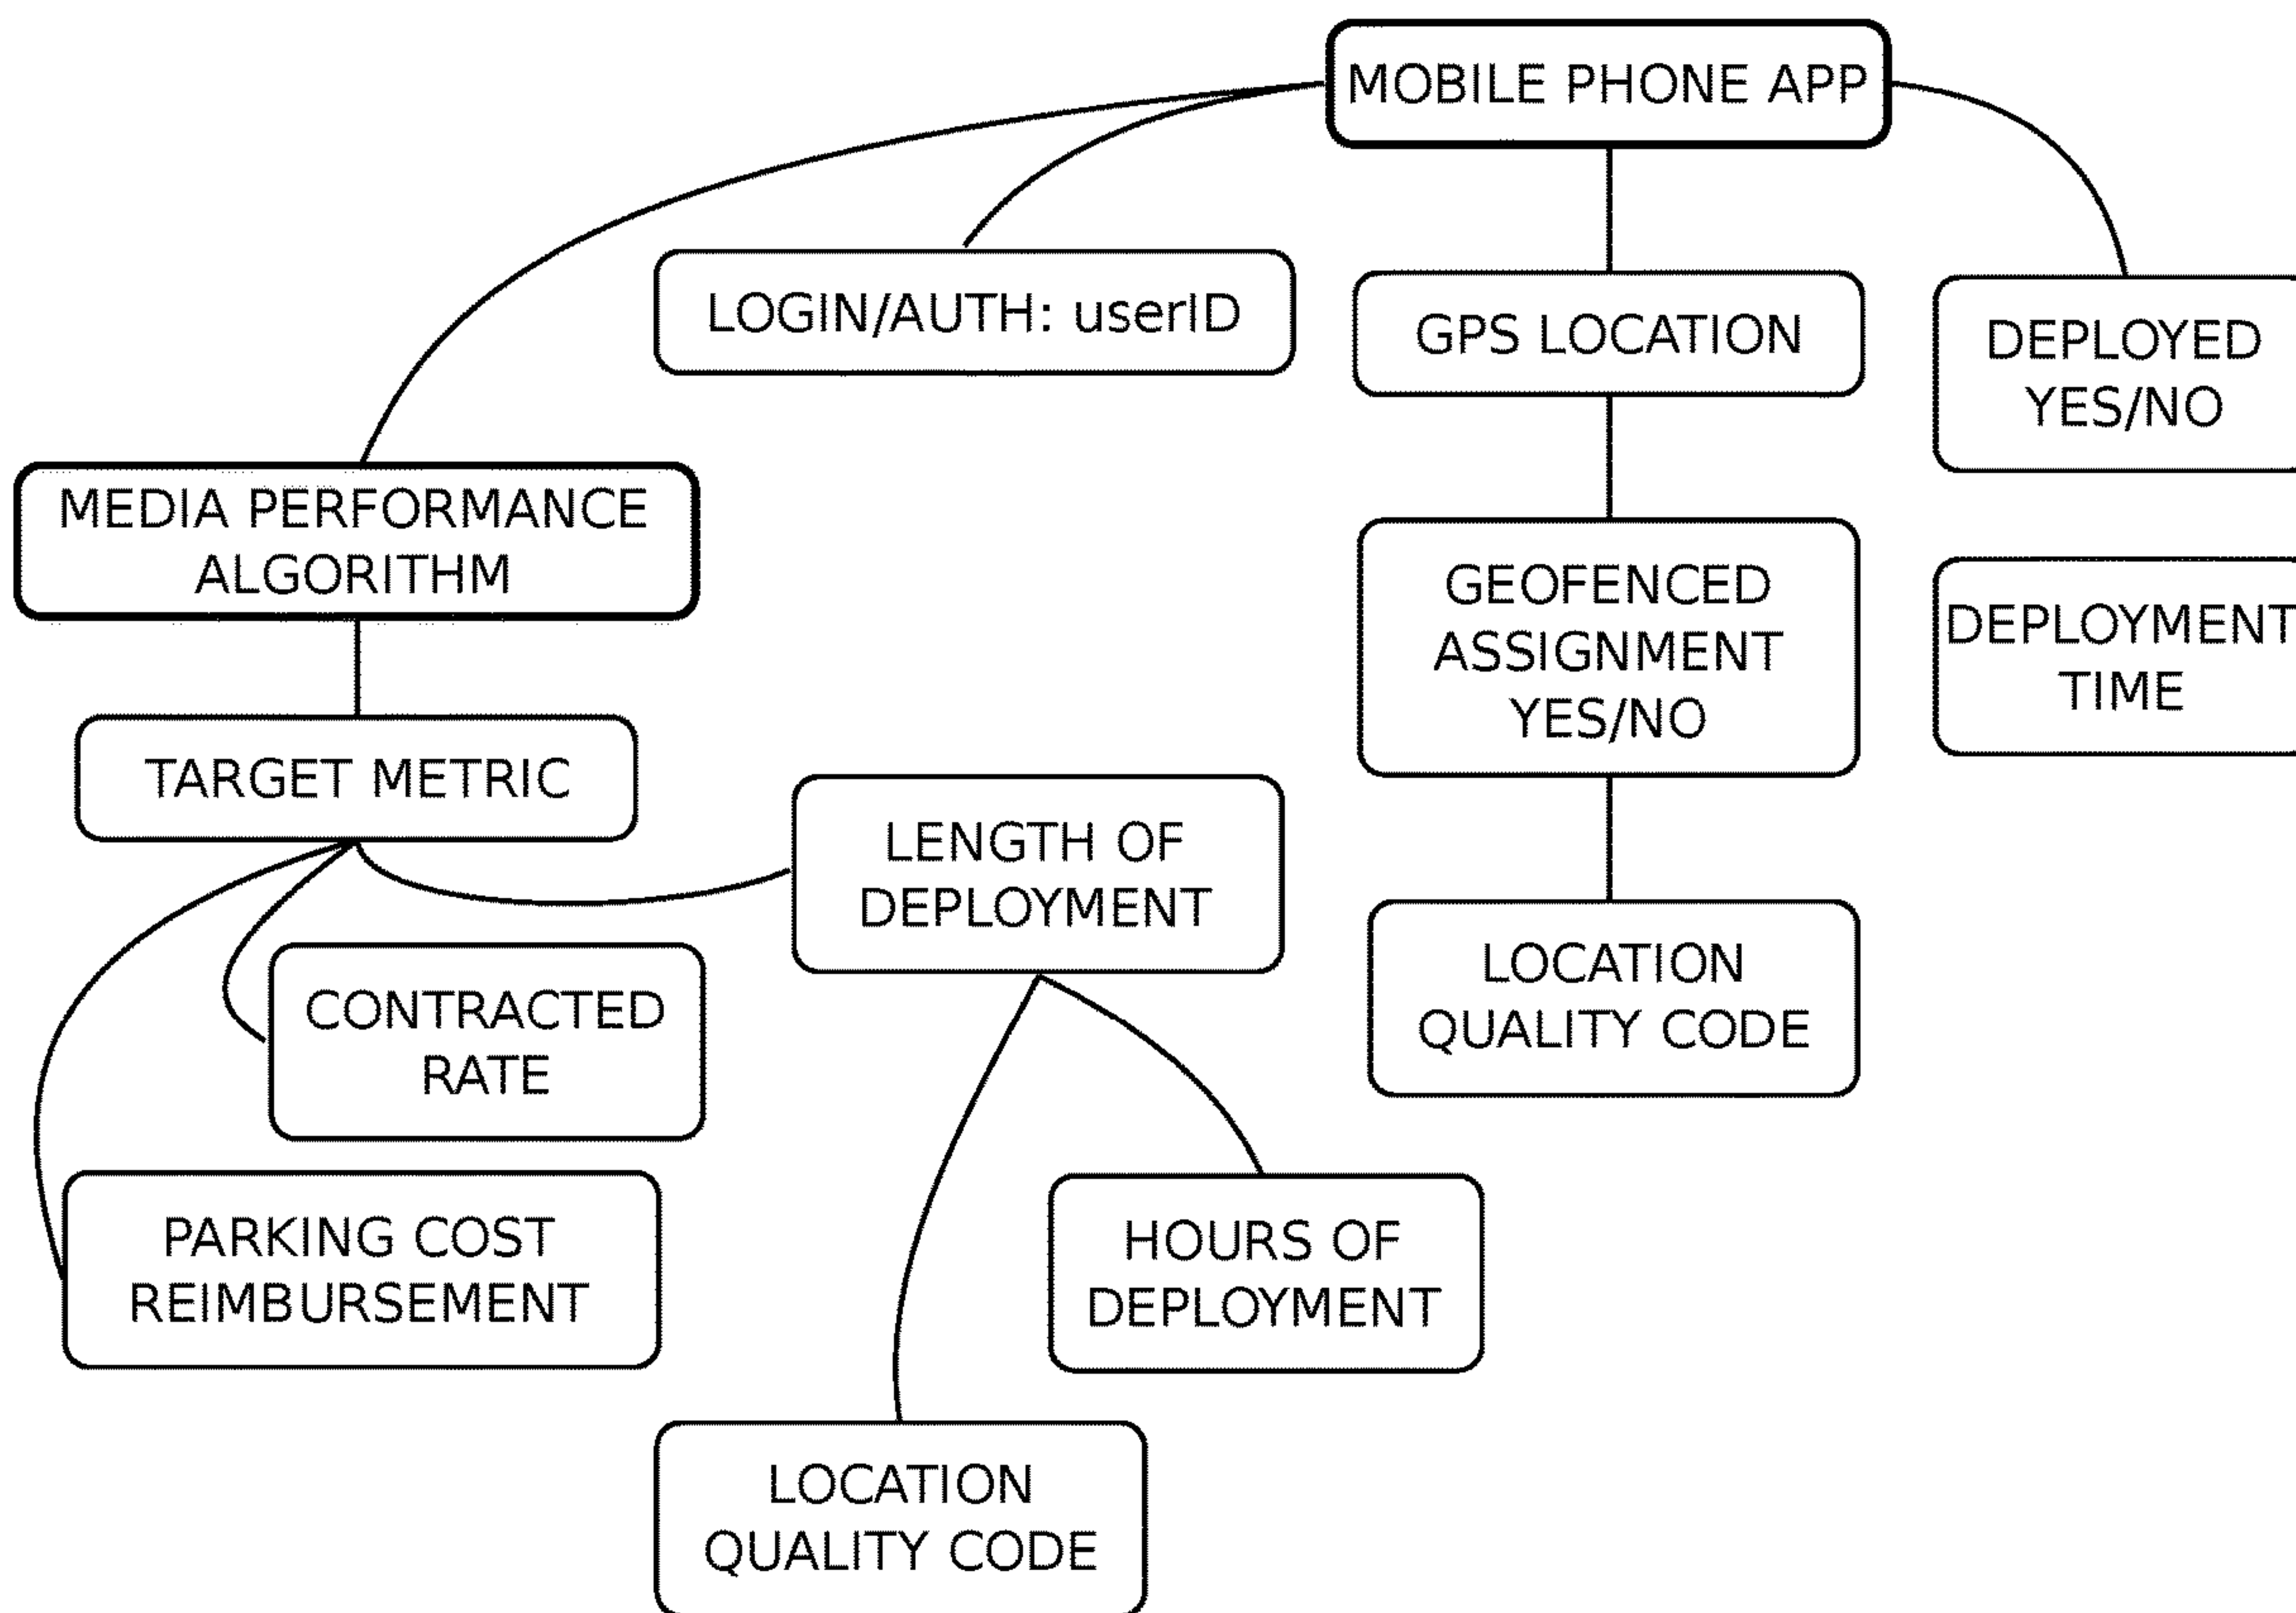 MOBILE PHONE APP
LOGIN/AUTH: userID
GPS LOCATION
DEPLOYED
YES/NO
MEDIA PERFORMANCE
ALGORITHM
GEOFENCED
ASSIGNMENT
YES/NO
DEPLOYMENT
TIME
TARGET METRIC
LENGTH OF
DEPLOYMENT
CONTRACTED
RATE
LOCATION
QUALITY CODE
PARKING COST
REIMBURSEMENT
HOURS OF
DEPLOYMENT
LOCATION
QUALITY CODE